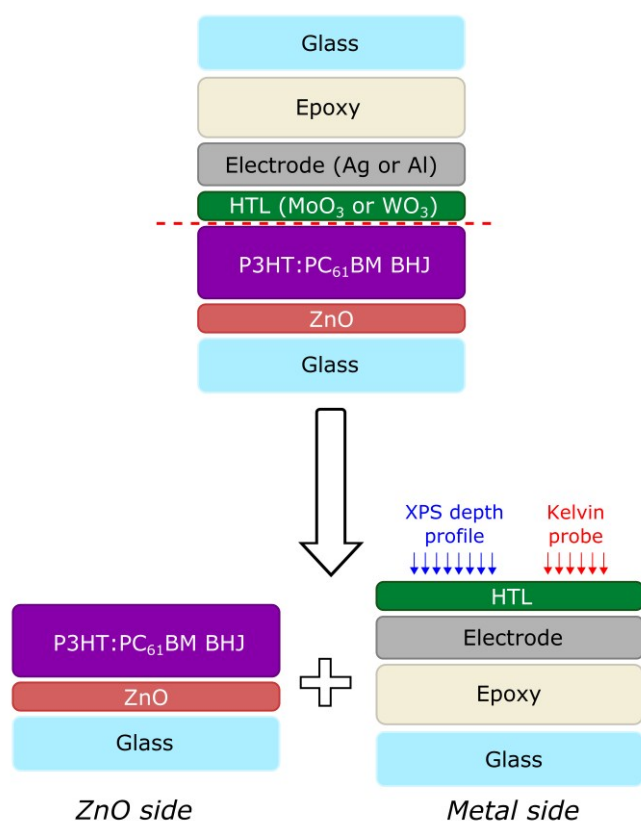 Glass
Epoxy
Electrode (Ag or Al)
HTL (MoO₃ or WO₃)
P3HT:PC₆₁BM BHJ
ZnO
Glass
XPS depth
profile
Kelvin
probe
P3HT:PC₆₁BM BHJ
ZnO
Glass
HTL
Electrode
Epoxy
Glass
ZnO side
Metal side